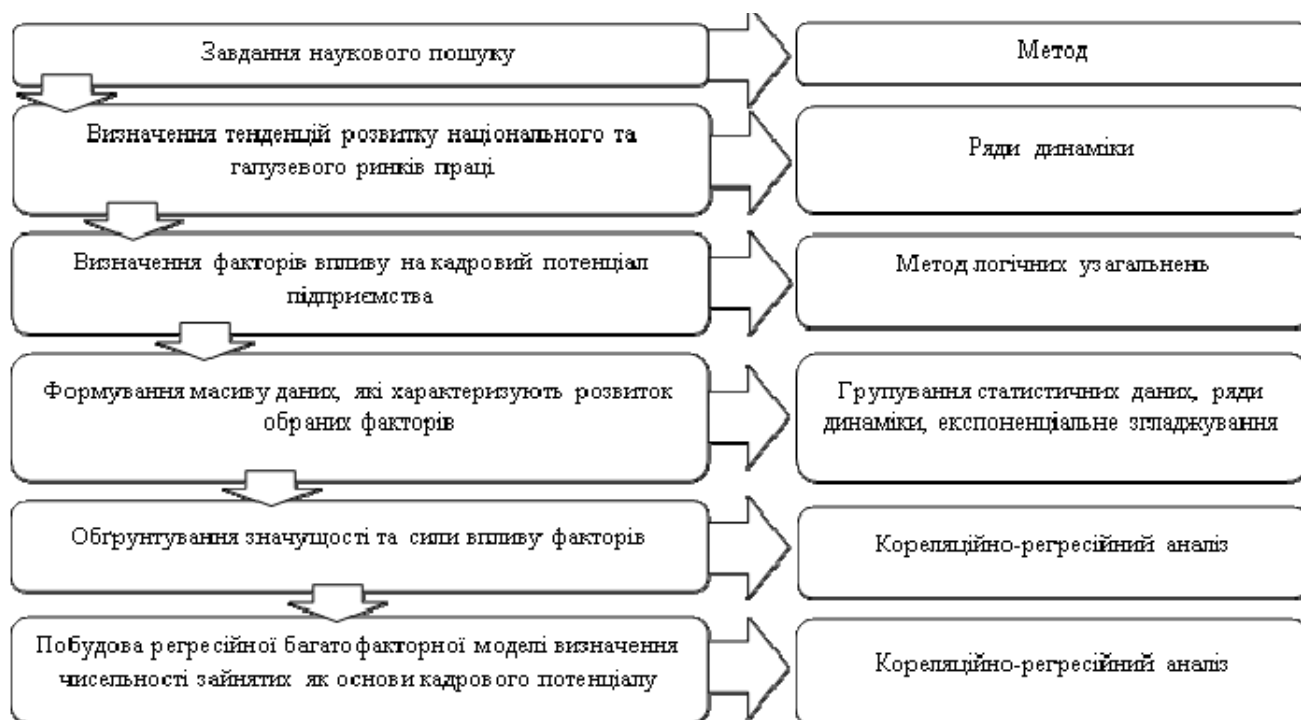 Завдання наукового пошуку
Метод
Визначення тенденцій розвитку національного та
галузевого ринків праці
Ряди динаміки
Визначення факторів впливу на кадровий потенціал
підприємства
Метод логічних узагальнень
Формування масиву даних, які характеризують розвиток
обраних факторів
Групування статистичних даних, ряди
динаміки, експоненціальне згладжування
Обґрунтування значущості та сили впливу факторів
Кореляційно-регресійний аналіз
Побудова регресійної багатофакторної моделі визначення
чисельності зайнятих як основи кадрового потенціалу
Кореляційно-регресійний аналіз